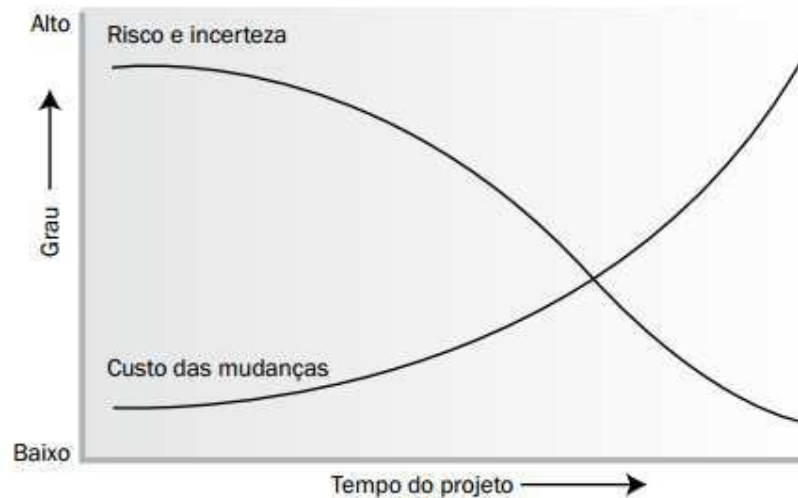 Alto
Risco e incerteza
Grau
Custo das mudanças
Baixo
Tempo do projeto